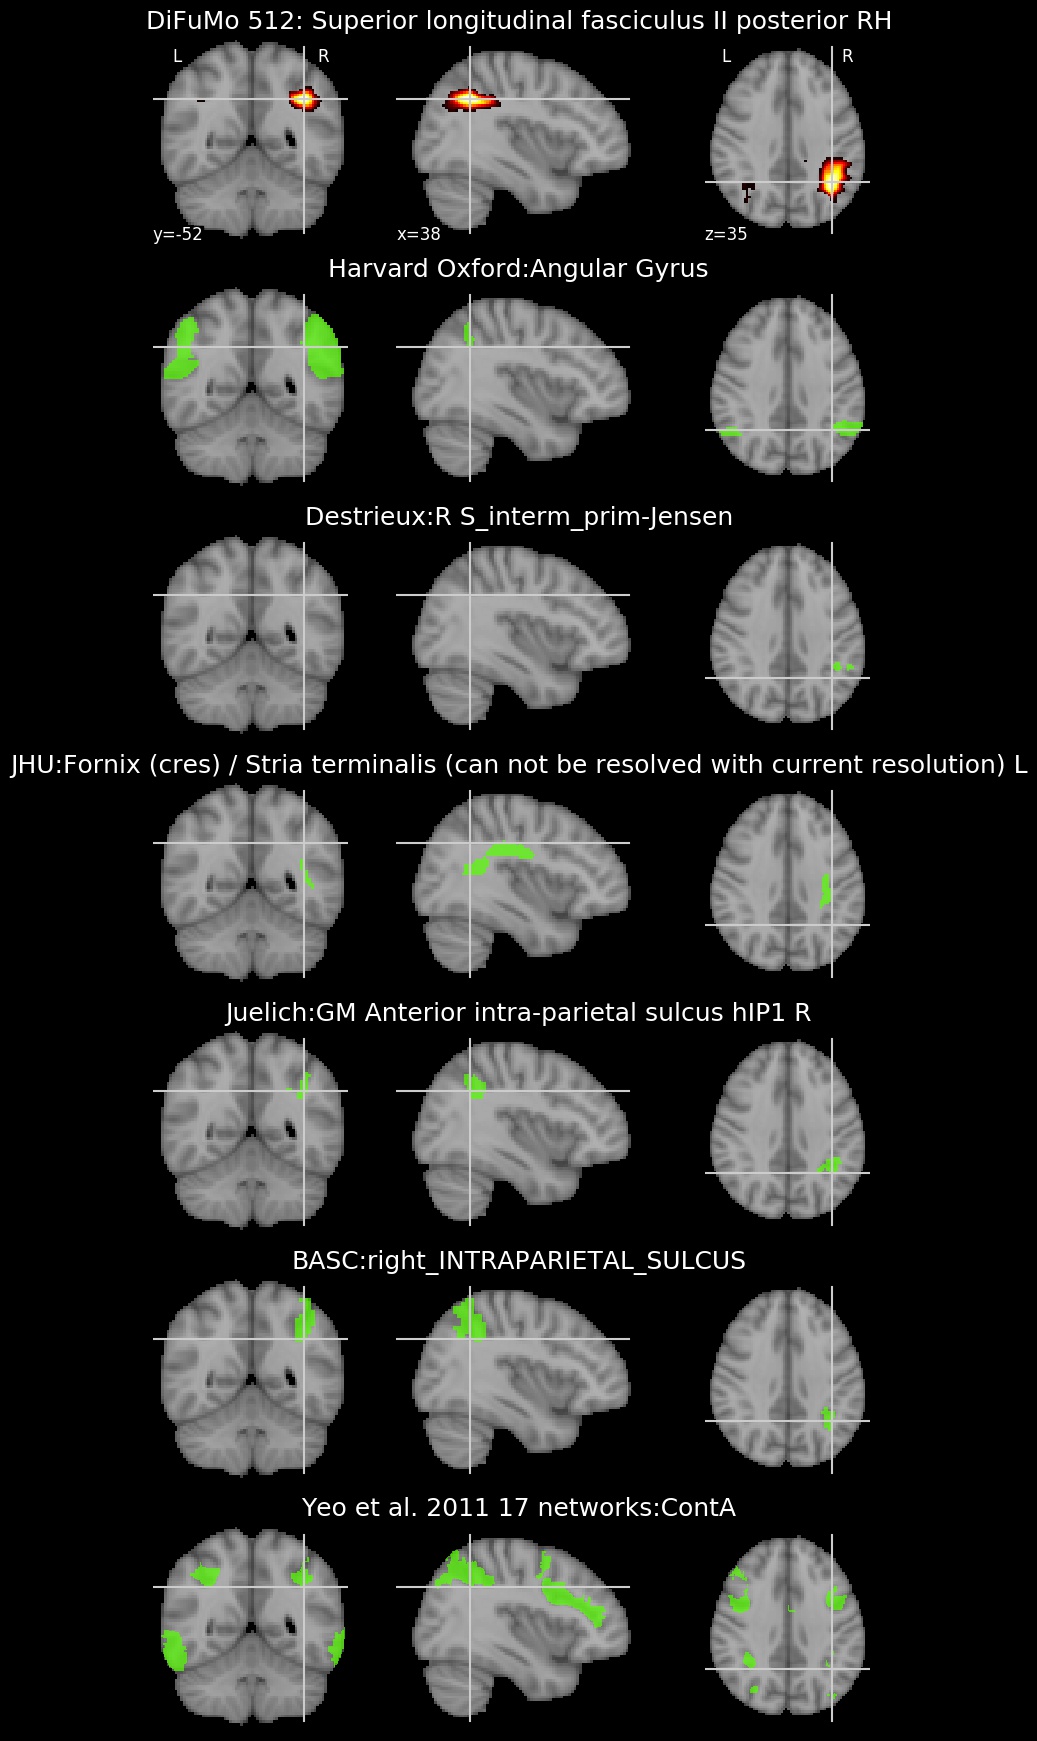 DiFuMo 512: Superior longitudinal fasciculus II posterior RH
L R L R
y=-52 x=38 z=35
Harvard Oxford:Angular Gyrus
Destrieux:R S_interm_prim-Jensen
JHU:Fornix (cres) / Stria terminalis (can not be resolved with current resolution) L
Juelich:GM Anterior intra-parietal sulcus hIP1 R
BASC:right_INTRAPARIETAL_SULCUS
Yeo et al. 2011 17 networks:ContA